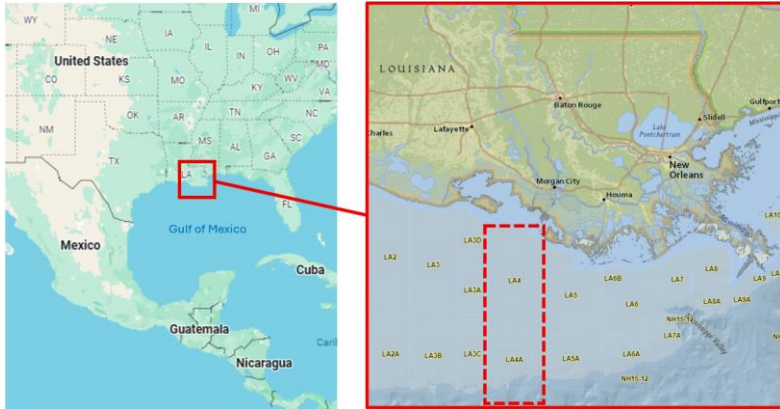 WY
MI
NE
IA
PA
United States
IL
IN
OH
MD
CO
KS
MO
WV
KY
VA
OK
TN
NC
NM
AR
SC
MS
AL
GA
TX
LA
FL
Gulf of Mexico
Mexico
Cuba
Guatemala
Nicaragua
LOUISIANA
Baton Rouge
Gulfport
Slidell
Charles
Lafayette
Lake
Pontchartrain
New
Orleans
Morgan City
Houma
LA10
LA3D
LA2
LA3
LA4
LA6B
LA7
LA8
LA9
LA
LA3A
LA5
LA6
LA8A
LA9A
NH15-12
LA7A
LA2A
LA3B
LA3C
LA4A
LA5A
LA6A
NH15-12